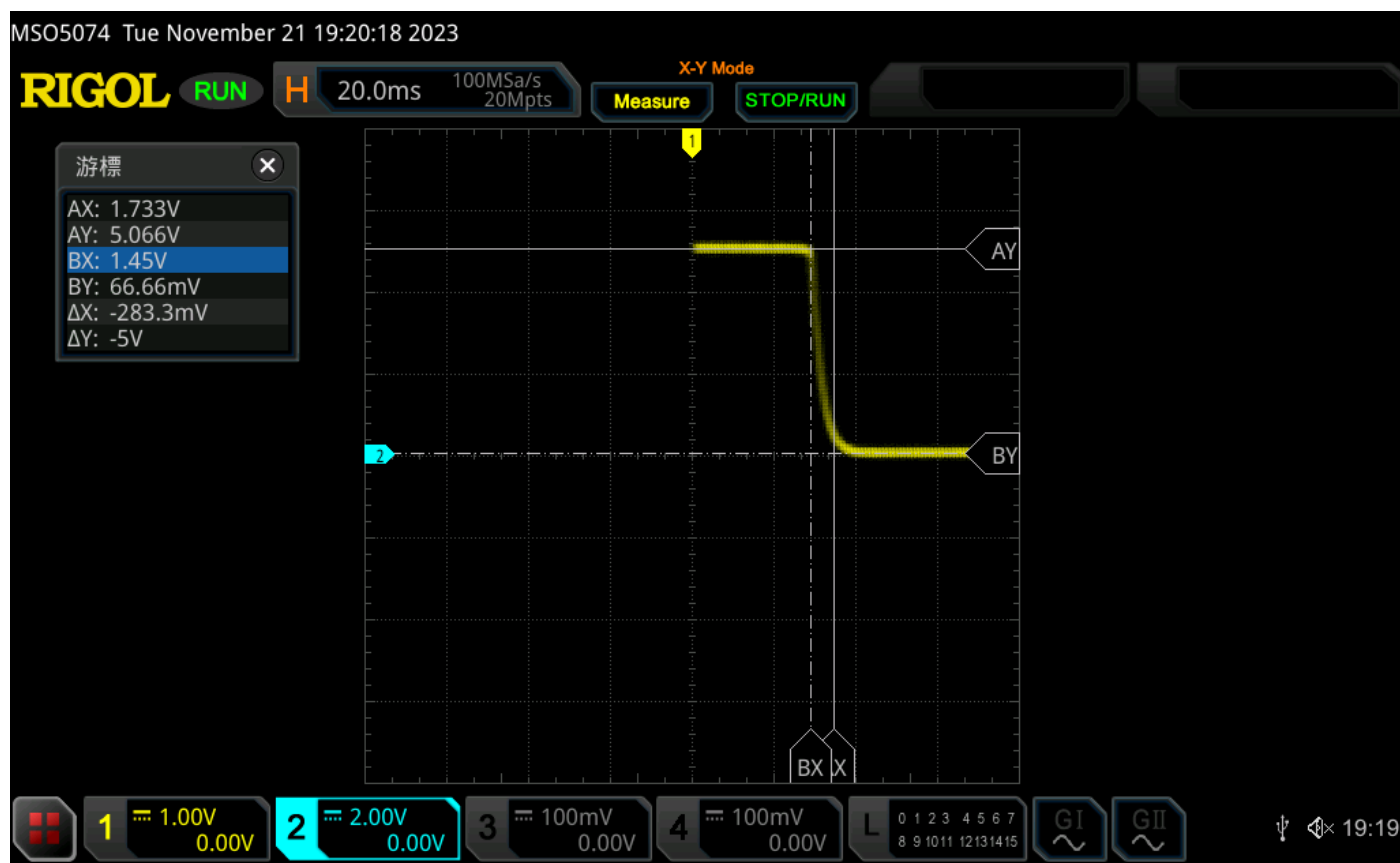 MSO5074 Tue November 21 19:20:18 2023
RIGOL RUN H 20.0ms 100MSa/s 20Mpts
X-Y Mode
Measure STOP/RUN
1
游標
AX: 1.733V
AY: 5.066V
BX: 1.45V
BY: 66.66mV
ΔX: -283.3mV
ΔY: -5V
AY
2
BY
BX X
1 1.00V 0.00V
2 2.00V 0.00V
3 100mV 0.00V
4 100mV 0.00V
L 0 1 2 3 4 5 6 7
8 9 10 11 12 13 14 15
GI GII
19:19